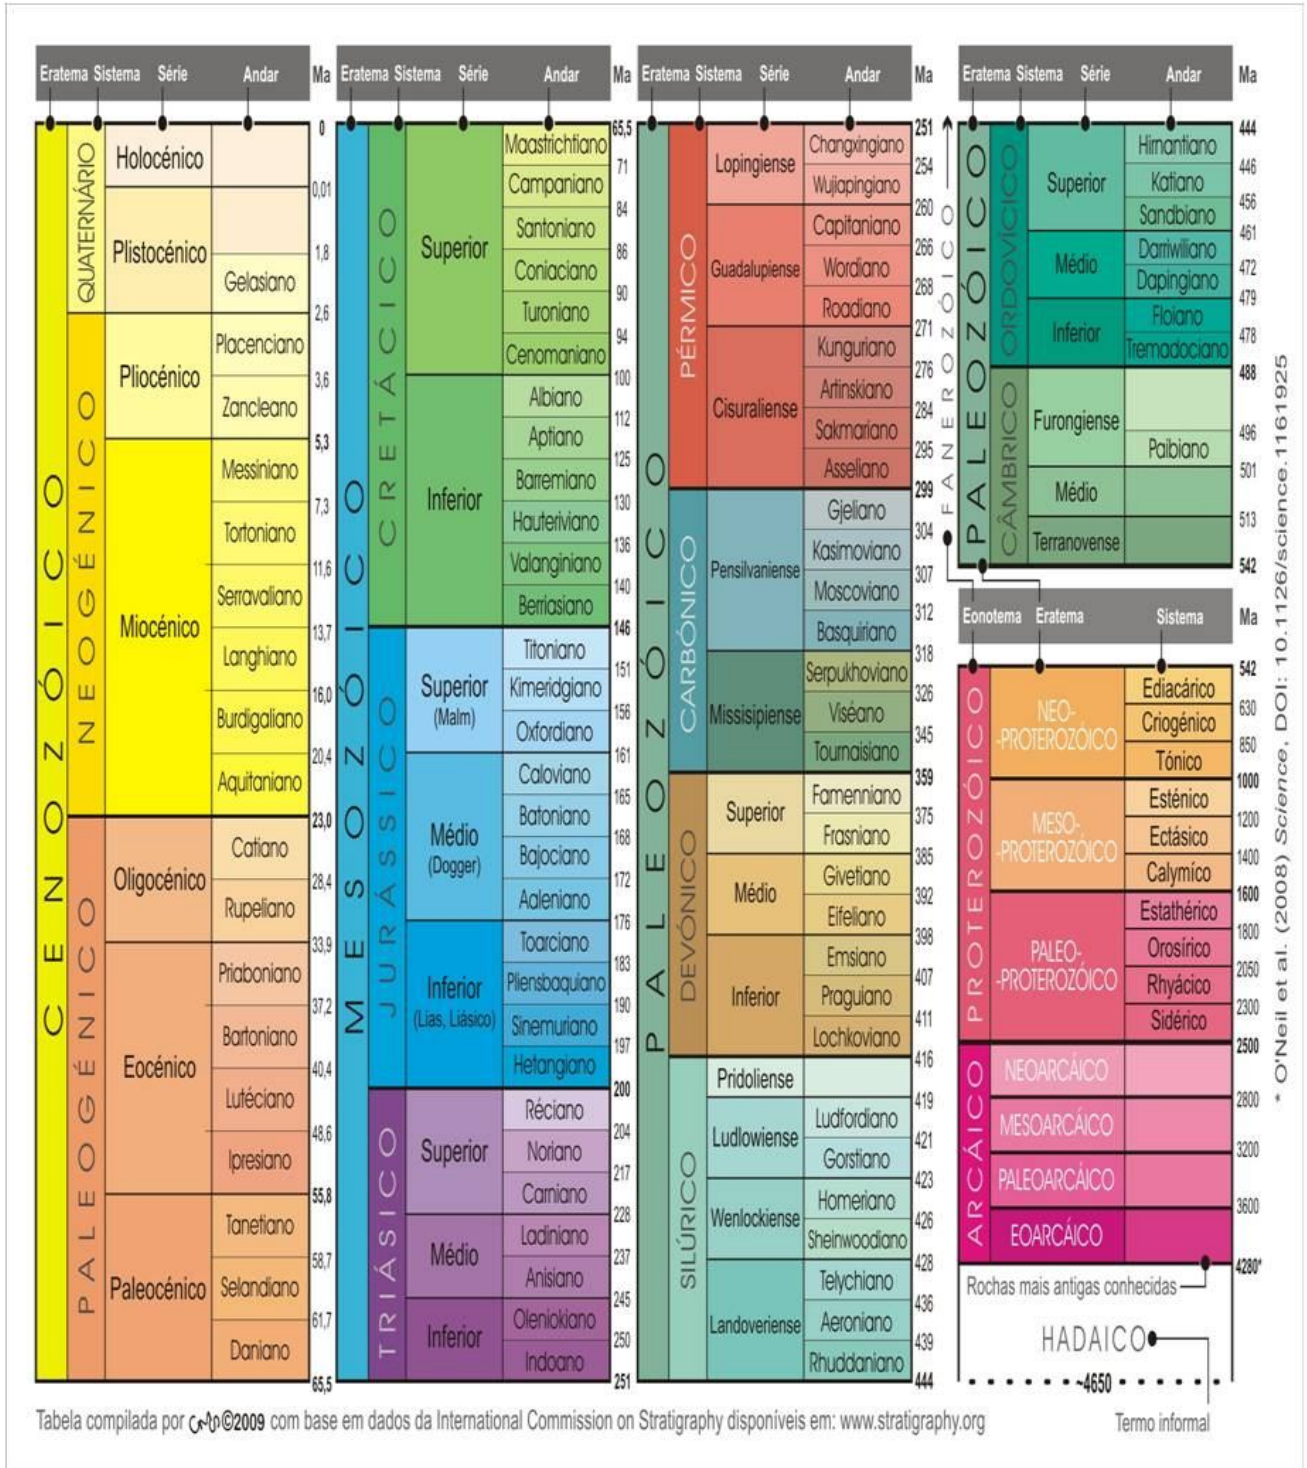 Eratema Sistema Série Andar Ma
CENOZÓICO
QUATERNÁRIO
Holocénico
Plistocénico
Gelasiano
NEOGÉNICO
Pliocénico
Placenciano
Zancleano
Miocénico
Messiniano
Tortoniano
Serravaliano
Langhiano
Burdigaliano
Aquitaniano
PALEOGÉNICO
Oligocénico
Catiano
Rupeliano
Eocénico
Priaboniano
Bartoniano
Lutéciano
Ipresiano
Paleocénico
Tanetiano
Selandiano
Daniano
0
0,01
1,8
2,6
3,6
5,3
7,3
11,6
13,7
16,0
20,4
23,0
28,4
33,9
37,2
40,4
48,6
55,8
58,7
61,7
65,5
Eratema Sistema Série Andar Ma
MESOZÓICO
CRETÁCICO
Superior
Maastrichtiano
Campaniano
Santoniano
Coniaciano
Turoniano
Cenomaniano
Inferior
Albiano
Aptiano
Barremiano
Hauteriviano
Valanginiano
Berriasiano
JURÁSSICO
Superior
(Malm)
Titoniano
Kimeridgiano
Oxfordiano
Médio
(Dogger)
Caloviano
Batoniano
Bajociano
Aaleniano
Inferior
(Lias, Liásico)
Toarciano
Pliensbaquiano
Sinemuriano
Hetangiano
TRIÁSICO
Superior
Réciano
Noriano
Carniano
Médio
Ladiniano
Anisiano
Inferior
Oleniokiano
Indoano
65,5
71
84
86
90
94
100
112
125
130
136
140
146
151
156
161
165
168
172
176
183
190
197
200
204
217
228
237
245
250
251
Eratema Sistema Série Andar Ma
PALEOZÓICO
PÉRMICO
Lopingiense
Changxingiano
Wujiapingiano
Guadalupiense
Capitaniano
Wordiano
Roadiano
Cisuraliense
Kunguriano
Artinskiano
Sakmariano
Asseliano
CARBÓNICO
Pensilvaniense
Gjeliano
Kasimoviano
Moscoviano
Basquiriano
Missisipiense
Serpukhoviano
Viséano
Tournaisiano
DEVÓNICO
Superior
Famenniano
Frasniano
Médio
Givetiano
Eifeliano
Inferior
Emsiano
Praguiano
Lochkoviano
SILÚRICO
Pridoliense
Ludlowiense
Ludfordiano
Gorstiano
Wenlockiense
Homeriano
Sheinwoodiano
Landoveriense
Telychiano
Aeroniano
Rhuddaniano
251
254
260
266
268
271
276
284
295
299
304
307
312
318
326
345
359
375
385
392
398
407
411
416
419
421
423
426
428
436
439
444
Eratema Sistema Série Andar Ma
FANEROZÓICO
PALEOZÓICO
ORDOVÍCICO
Superior
Hirnantiano
Katiano
Sandbiano
Médio
Darriwiliano
Dapingiano
Inferior
Floiano
Tremadociano
CÂMBRICO
Furongiense
Paibiano
Médio
Terranovense
444
446
456
461
472
479
478
488
496
501
513
542
Eonotema Eratema Sistema Ma
PROTEROZÓICO
NEO-
-PROTEROZÓICO
Ediacárico
Criogénico
Tónico
MESO-
-PROTEROZÓICO
Esténico
Ectásico
Calymíco
PALEO-
-PROTEROZÓICO
Estathérico
Orosírico
Rhyácico
Sidérico
ARCÁICO
NEOARCÁICO
MESOARCÁICO
PALEOARCÁICO
EOARCÁICO
542
630
850
1000
1200
1400
1600
1800
2050
2300
2500
2800
3200
3600
4280*
Rochas mais antigas conhecidas
HADAICO
~4650
Termo informal
* O'Neil et al. (2008) Science, DOI: 10.1126/science.1161925
Tabela compilada por ©2009 com base em dados da International Commission on Stratigraphy disponíveis em: www.stratigraphy.org